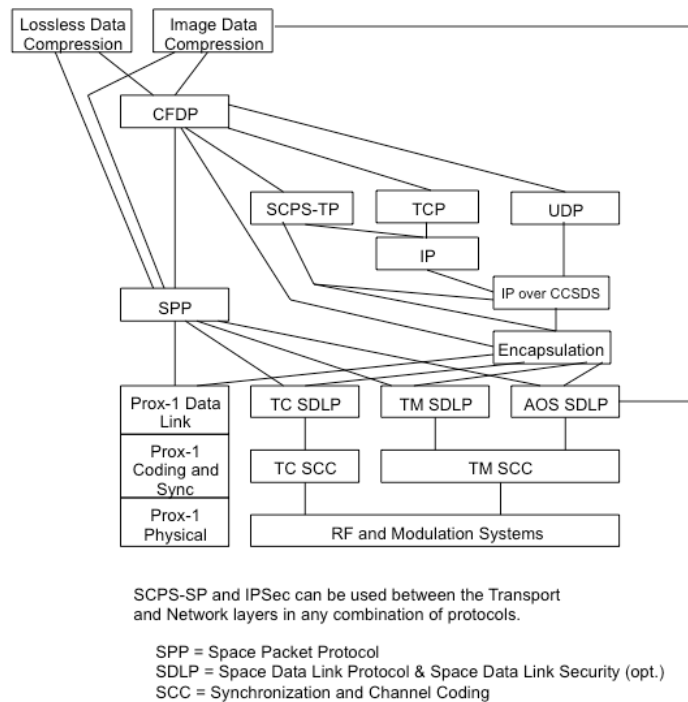 Lossless Data
Compression
Image Data
Compression
CFDP
SCPS-TP
TCP
UDP
IP
SPP
IP over CCSDS
Encapsulation
Prox-1 Data
Link
TC SDLP
TM SDLP
AOS SDLP
Prox-1
Coding and
Sync
TC SCC
TM SCC
Prox-1
Physical
RF and Modulation Systems
SCPS-SP and IPSec can be used between the Transport
and Network layers in any combination of protocols.
SPP = Space Packet Protocol
SDLP = Space Data Link Protocol & Space Data Link Security (opt.)
SCC = Synchronization and Channel Coding